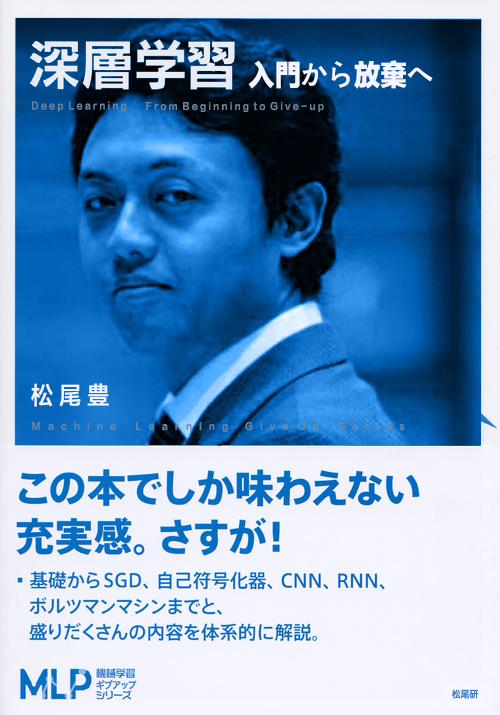 深層学習 入門から放棄へ
Deep Learning From Beginning to Give-up
松尾豊
Machine Learning GiveUp Series
この本でしか味わえない
充実感。さすが!
▪ 基礎からSGD、自己符号化器、CNN、RNN、
ボルツマンマシンまでと、
盛りだくさんの内容を体系的に解説。
MLP
機械学習
ギブアップ
シリーズ
松尾研